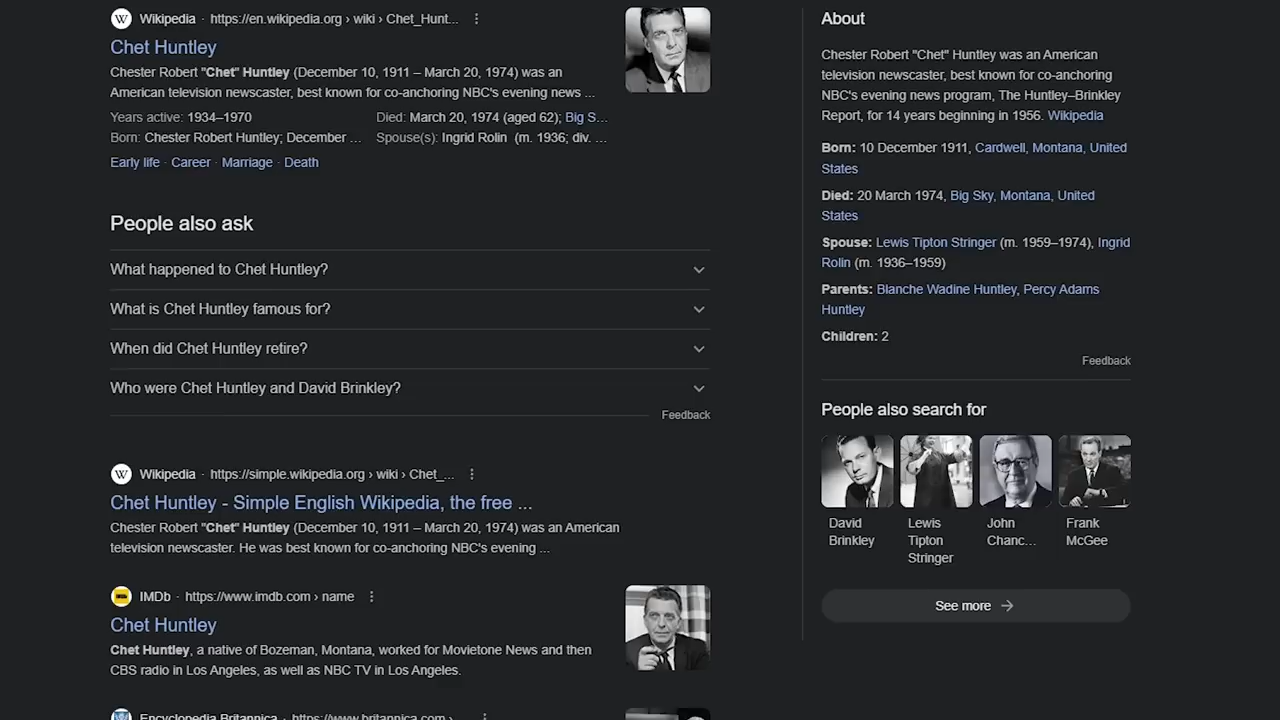 Wikipedia · https://en.wikipedia.org › wiki › Chet_Hunt...
Chet Huntley
Chester Robert "Chet" Huntley (December 10, 1911 – March 20, 1974) was an
American television newscaster, best known for co-anchoring NBC's evening news ...
Years active: 1934–1970
Died: March 20, 1974 (aged 62); Big S...
Born: Chester Robert Huntley; December ...
Spouse(s): Ingrid Rolin (m. 1936; div. ...
Early life · Career · Marriage · Death
People also ask
What happened to Chet Huntley?
What is Chet Huntley famous for?
When did Chet Huntley retire?
Who were Chet Huntley and David Brinkley?
Feedback
Wikipedia · https://simple.wikipedia.org › wiki › Chet_...
Chet Huntley - Simple English Wikipedia, the free ...
Chester Robert "Chet" Huntley (December 10, 1911 – March 20, 1974) was an American
television newscaster. He was best known for co-anchoring NBC's evening ...
IMDb · https://www.imdb.com › name
Chet Huntley
Chet Huntley, a native of Bozeman, Montana, worked for Movietone News and then
CBS radio in Los Angeles, as well as NBC TV in Los Angeles.
Encyclopedia Britannica · https://www.britannica.com ›
About
Chester Robert "Chet" Huntley was an American
television newscaster, best known for co-anchoring
NBC's evening news program, The Huntley–Brinkley
Report, for 14 years beginning in 1956. Wikipedia
Born: 10 December 1911, Cardwell, Montana, United
States
Died: 20 March 1974, Big Sky, Montana, United
States
Spouse: Lewis Tipton Stringer (m. 1959–1974), Ingrid
Rolin (m. 1936–1959)
Parents: Blanche Wadine Huntley, Percy Adams
Huntley
Children: 2
Feedback
People also search for
David
Brinkley
Lewis
Tipton
Stringer
John
Chanc...
Frank
McGee
See more